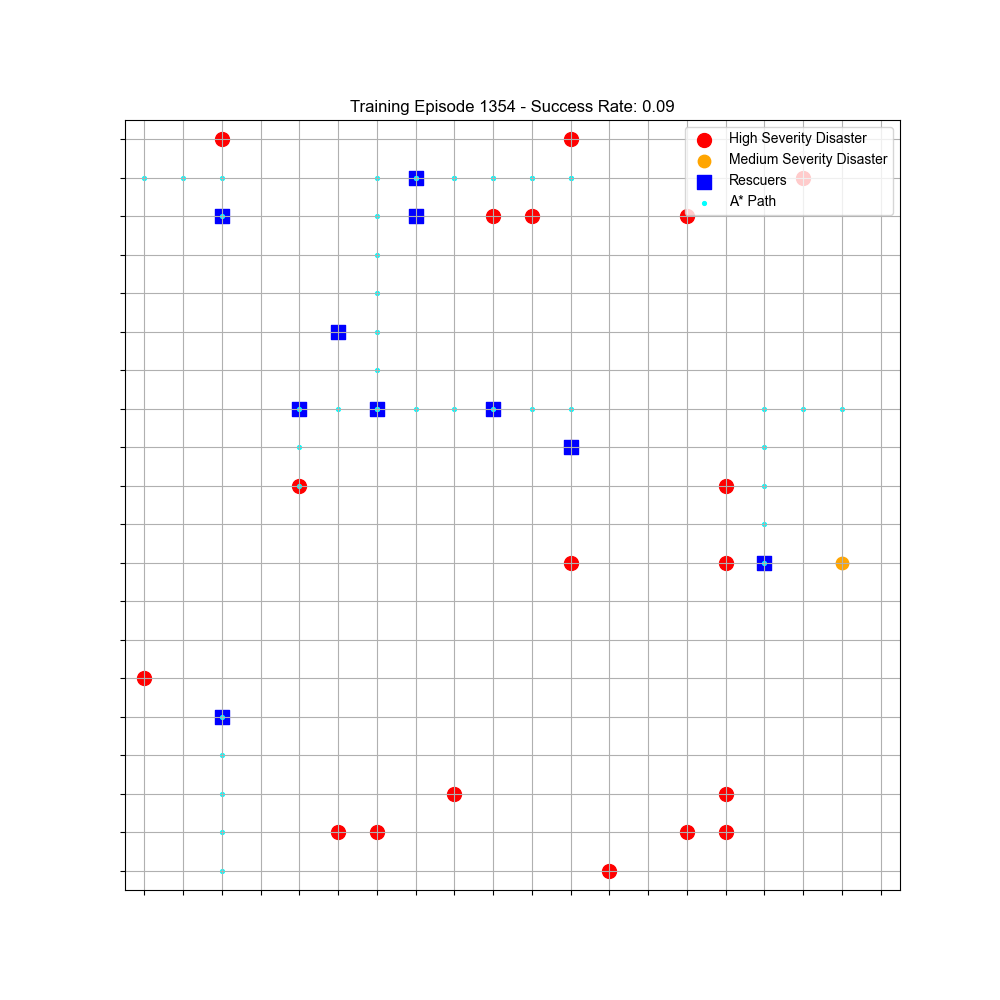 Training Episode 1354 - Success Rate: 0.09
High Severity Disaster
Medium Severity Disaster
Rescuers
A* Path